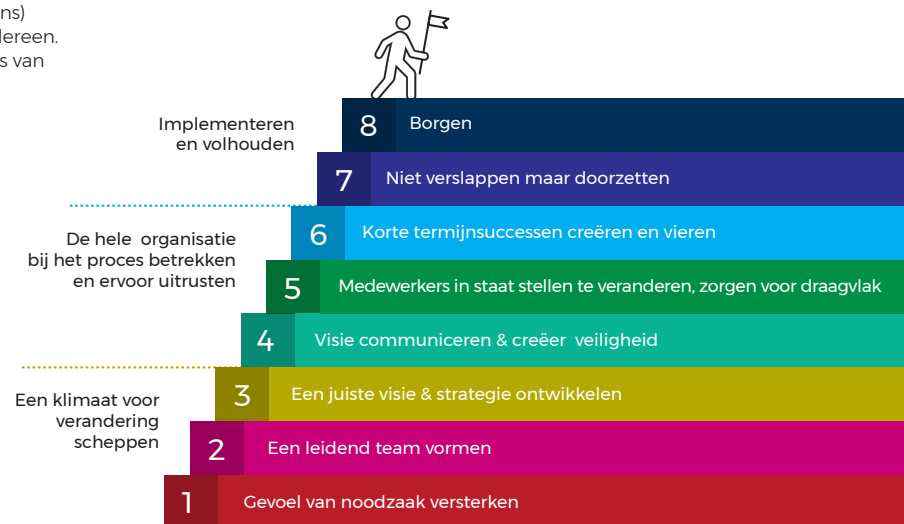 ns)
lereen.
s van
Implementeren
en volhouden
8 Borgen
7 Niet verslappen maar doorzetten
De hele organisatie
bij het proces betrekken
en ervoor uitrusten
6 Korte termijnsuccessen creëren en vieren
5 Medewerkers in staat stellen te veranderen, zorgen voor draagvlak
4 Visie communiceren & creëer veiligheid
Een klimaat voor
verandering
scheppen
3 Een juiste visie & strategie ontwikkelen
2 Een leidend team vormen
1 Gevoel van noodzaak versterken